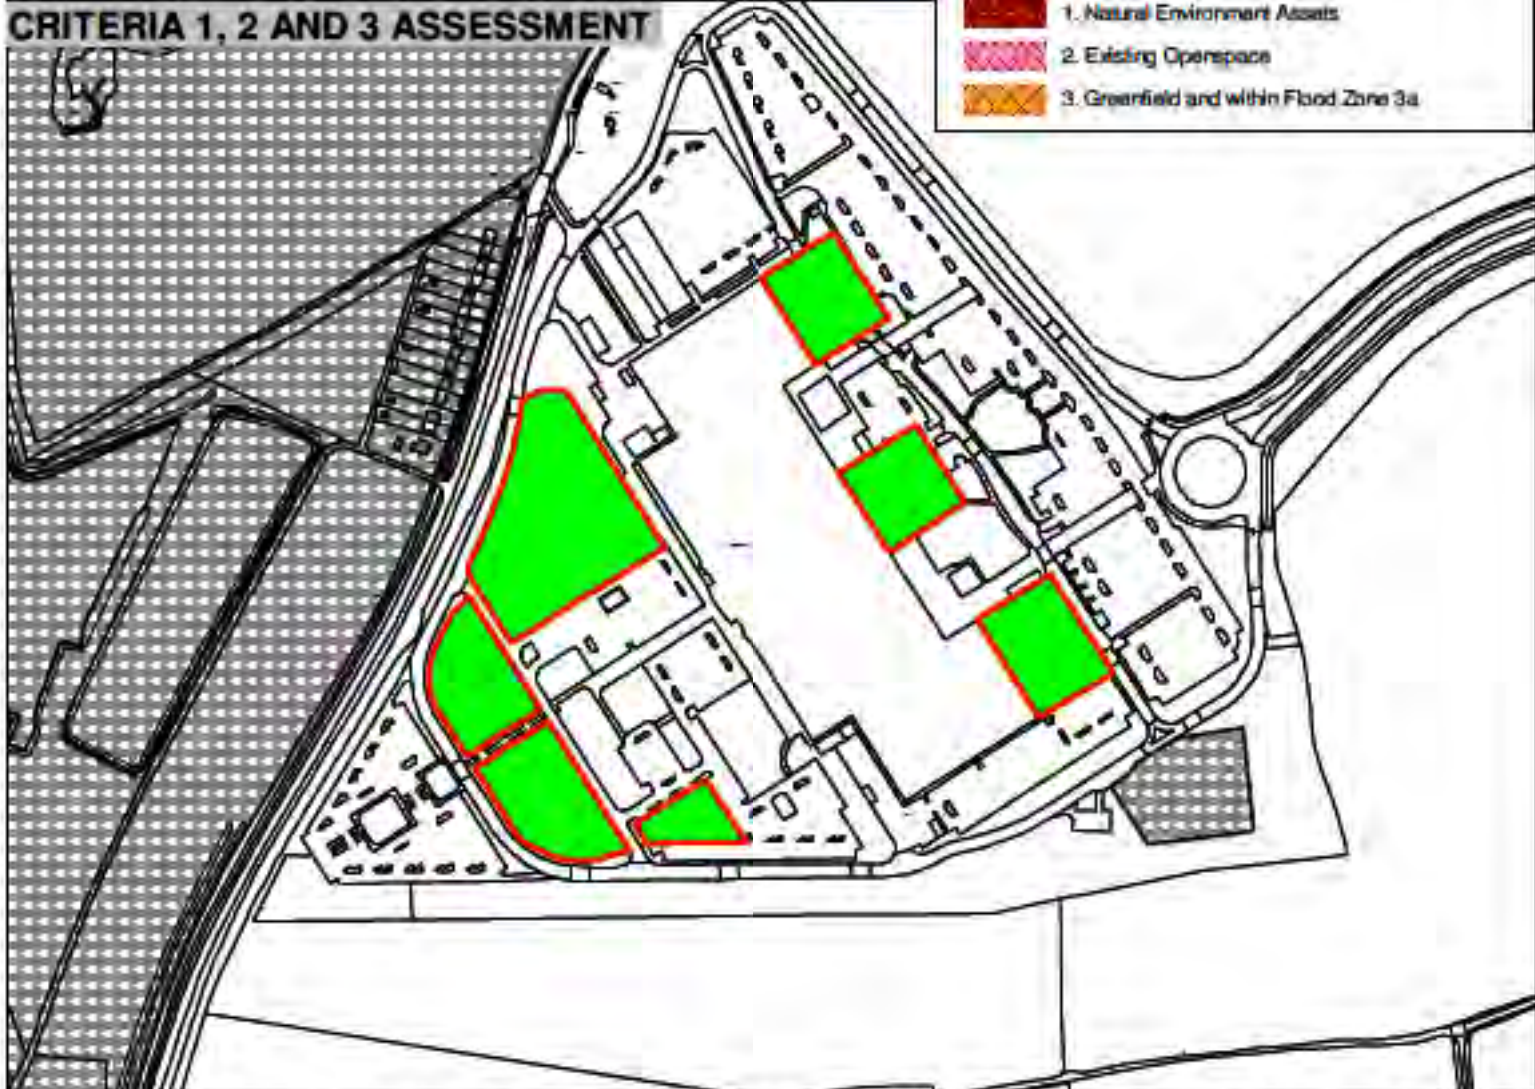 CRITERIA 1, 2 AND 3 ASSESSMENT
1. Natural Environment Assets
2. Existing Openspace
3. Greenfield and within Flood Zone 3a